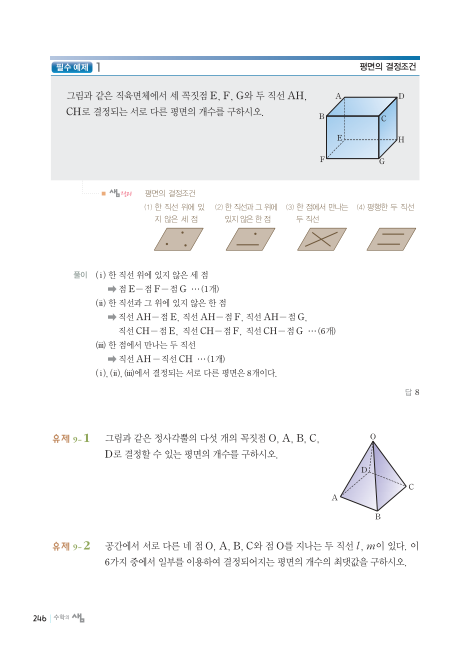 필수 예제 1 평면의 결정조건
그림과 같은 직육면체에서 세 꼭짓점 E, F, G와 두 직선 AH,
CH로 결정되는 서로 다른 평면의 개수를 구하시오.
A D
B C
E H
F G
평면의 결정조건
(1) 한 직선 위에 있 (2) 한 직선과 그 위에 (3) 한 점에서 만나는 (4) 평행한 두 직선
지 않은 세 점 있지 않은 한 점 두 직선
풀이 (ⅰ) 한 직선 위에 있지 않은 세 점
➡ 점 E－점 F－점 G ⋯(1개)
(ⅱ) 한 직선과 그 위에 있지 않은 한 점
➡ 직선 AH－점 E, 직선 AH－점 F, 직선 AH－점 G,
직선 CH－점 E, 직선 CH－점 F, 직선 CH－점 G ⋯(6개)
(ⅲ) 한 점에서 만나는 두 직선
➡ 직선 AH－직선 CH ⋯(1개)
(ⅰ), (ⅱ), (ⅲ)에서 결정되는 서로 다른 평면은 8개이다.
답 8
유제 9-1 그림과 같은 정사각뿔의 다섯 개의 꼭짓점 O, A, B, C,
D로 결정할 수 있는 평면의 개수를 구하시오.
O
D
C
A
B
유제 9-2 공간에서 서로 다른 네 점 O, A, B, C와 점 O를 지나는 두 직선 l, m이 있다. 이
6가지 중에서 일부를 이용하여 결정되어지는 평면의 개수의 최댓값을 구하시오.
246 수학의 샘